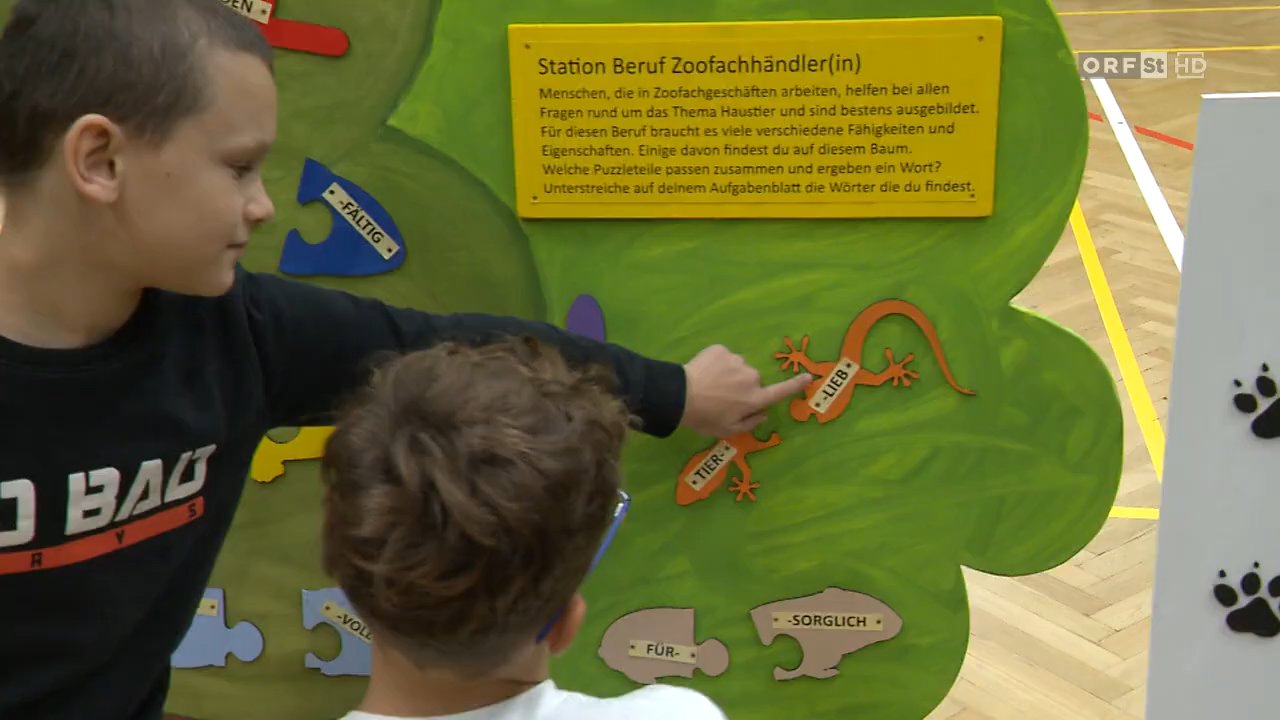 DEN
Station Beruf Zoofachhändler(in)
Menschen, die in Zoofachgeschäften arbeiten, helfen bei allen
Fragen rund um das Thema Haustier und sind bestens ausgebildet.
Für diesen Beruf braucht es viele verschiedene Fähigkeiten und
Eigenschaften. Einige davon findest du auf diesem Baum.
Welche Puzzleteile passen zusammen und ergeben ein Wort?
Unterstreiche auf deinem Aufgabenblatt die Wörter die du findest.
ORF St HD
-FÄLTIG
-LIEB
TIER-
BAD
AYS
-VOLL
FÜR-
-SORGLICH